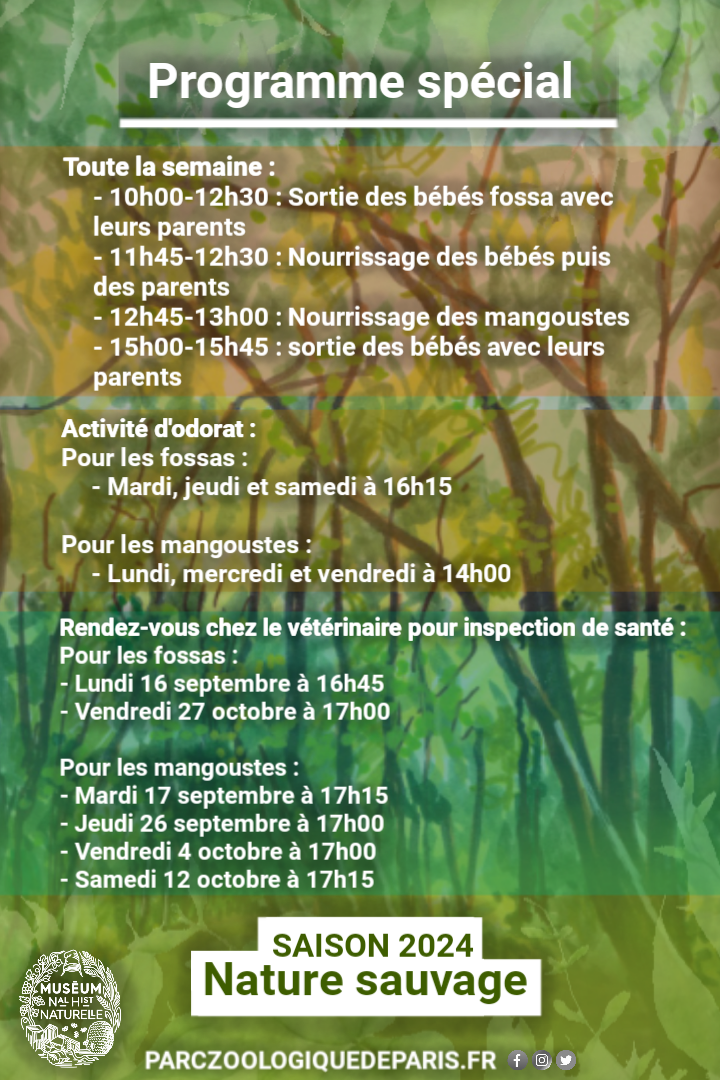 Programme spécial
Toute la semaine :
- 10h00-12h30 : Sortie des bébés fossa avec
leurs parents
- 11h45-12h30 : Nourrissage des bébés puis
des parents
- 12h45-13h00 : Nourrissage des mangoustes
- 15h00-15h45 : sortie des bébés avec leurs
parents
Activité d'odorat :
Pour les fossas :
- Mardi, jeudi et samedi à 16h15
Pour les mangoustes :
- Lundi, mercredi et vendredi à 14h00
Rendez-vous chez le vétérinaire pour inspection de santé :
Pour les fossas :
- Lundi 16 septembre à 16h45
- Vendredi 27 octobre à 17h00
Pour les mangoustes :
- Mardi 17 septembre à 17h15
- Jeudi 26 septembre à 17h00
- Vendredi 4 octobre à 17h00
- Samedi 12 octobre à 17h15
SAISON 2024
Nature sauvage
MUSÉUM
NAL HIST
NATURELLE
PARCZOOLOGIQUEDEPARIS.FR